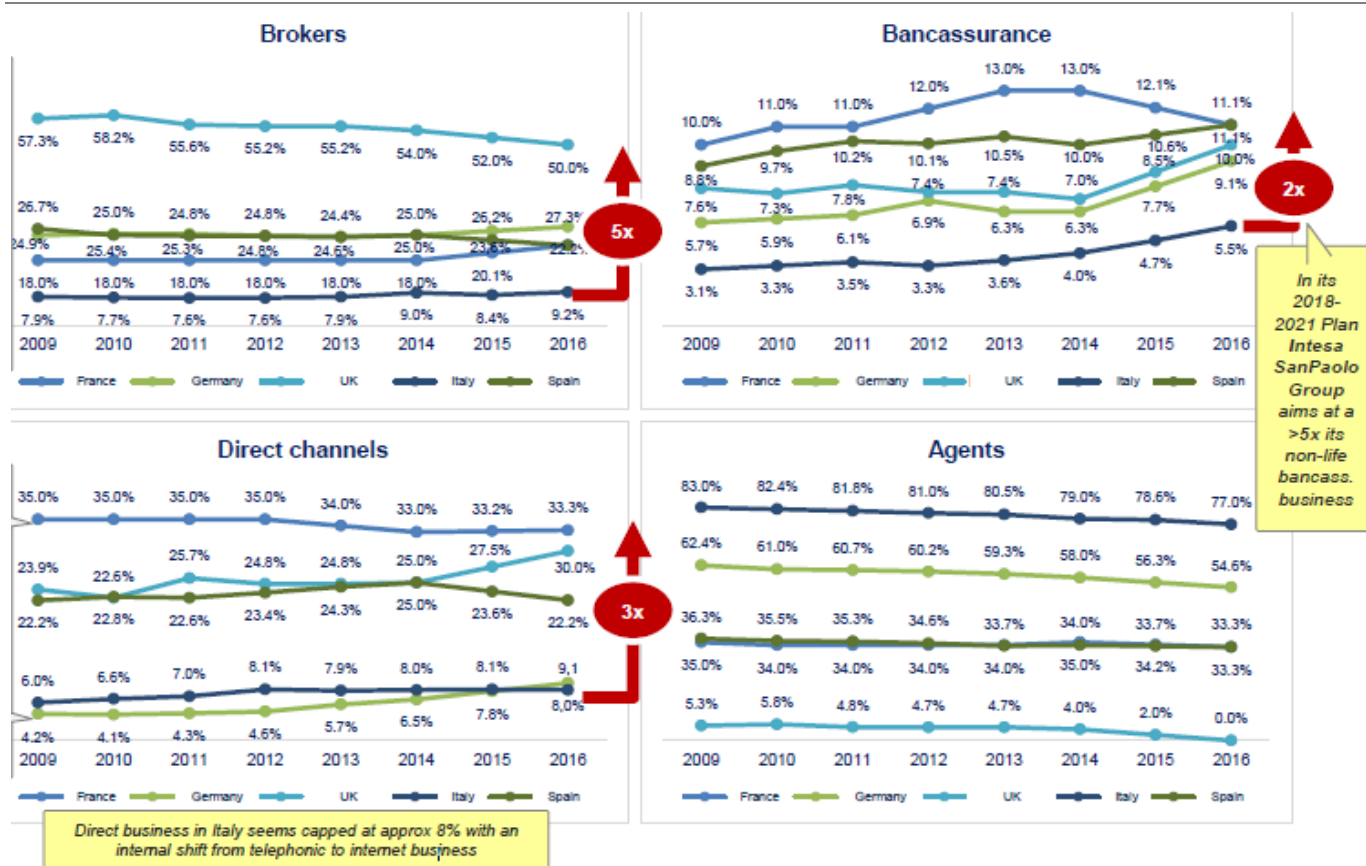 Brokers
57.3% 58.2% 55.6% 55.2% 55.2% 54.0% 52.0% 50.0%
26.7% 25.0% 24.8% 24.8% 24.4% 25.0% 26.2% 27.3%
24.9% 25.4% 25.3% 24.8% 24.6% 25.0% 23.6% 22.2%
18.0% 18.0% 18.0% 18.0% 18.0% 18.0% 20.1%
7.9% 7.7% 7.6% 7.6% 7.9% 9.0% 8.4% 9.2%
2009 2010 2011 2012 2013 2014 2015 2016
France Germany UK Italy Spain
5x
Bancassurance
10.0% 11.0% 11.0% 12.0% 13.0% 13.0% 12.1% 11.1%
8.8% 9.7% 10.2% 10.1% 10.5% 10.0% 10.6% 11.1%
7.6% 7.3% 7.8% 7.4% 7.4% 7.0% 8.5% 10.0%
5.7% 5.9% 6.1% 6.9% 6.3% 6.3% 7.7% 9.1%
3.1% 3.3% 3.5% 3.3% 3.6% 4.0% 4.7% 5.5%
2009 2010 2011 2012 2013 2014 2015 2016
France Germany UK Italy Spain
2x
In its
2018-
2021 Plan
Intesa
SanPaolo
Group
aims at a
>5x its
non-life
bancass.
business
Direct channels
35.0% 35.0% 35.0% 35.0% 34.0% 33.0% 33.2% 33.3%
23.9% 22.6% 25.7% 24.8% 24.8% 25.0% 27.5% 30.0%
22.2% 22.8% 22.6% 23.4% 24.3% 25.0% 23.6% 22.2%
6.0% 6.6% 7.0% 8.1% 7.9% 8.0% 8.1% 9,1
4.2% 4.1% 4.3% 4.6% 5.7% 6.5% 7.8% 8,0%
2009 2010 2011 2012 2013 2014 2015 2016
France Germany UK Italy Spain
3x
Direct business in Italy seems capped at approx 8% with an
internal shift from telephonic to internet business
Agents
83.0% 82.4% 81.8% 81.0% 80.5% 79.0% 78.6% 77.0%
62.4% 61.0% 60.7% 60.2% 59.3% 58.0% 56.3% 54.6%
36.3% 35.5% 35.3% 34.6% 33.7% 34.0% 33.7% 33.3%
35.0% 34.0% 34.0% 34.0% 34.0% 35.0% 34.2% 33.3%
5.3% 5.8% 4.8% 4.7% 4.7% 4.0% 2.0% 0.0%
2009 2010 2011 2012 2013 2014 2015 2016
France Germany UK Italy Spain